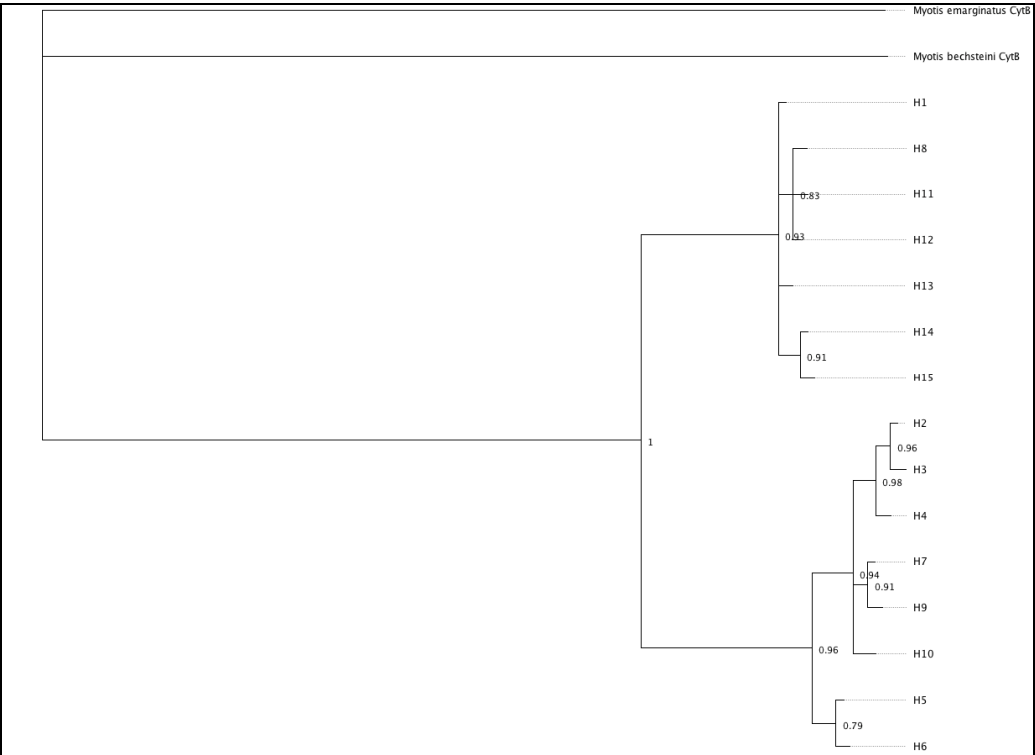 Myotis emarginatus CytB
Myotis bechsteini CytB
H1
H8
0.83
H11
0.93
H12
H13
H14
0.91
H15
H2
0.96
H3
0.98
H4
H7
0.94
0.91
H9
1
H10
0.96
H5
0.79
H6